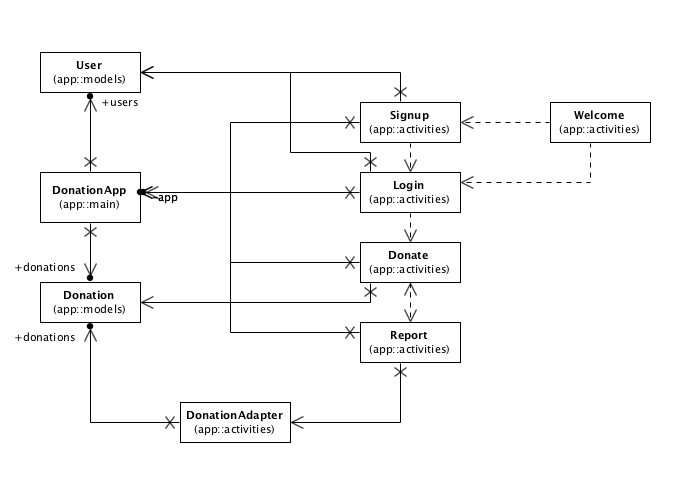 User
(app::models)
+users
Signup
(app::activities)
Welcome
(app::activities)
DonationApp
(app::main)
app
Login
(app::activities)
Donate
(app::activities)
+donations
Donation
(app::models)
+donations
Report
(app::activities)
DonationAdapter
(app::activities)